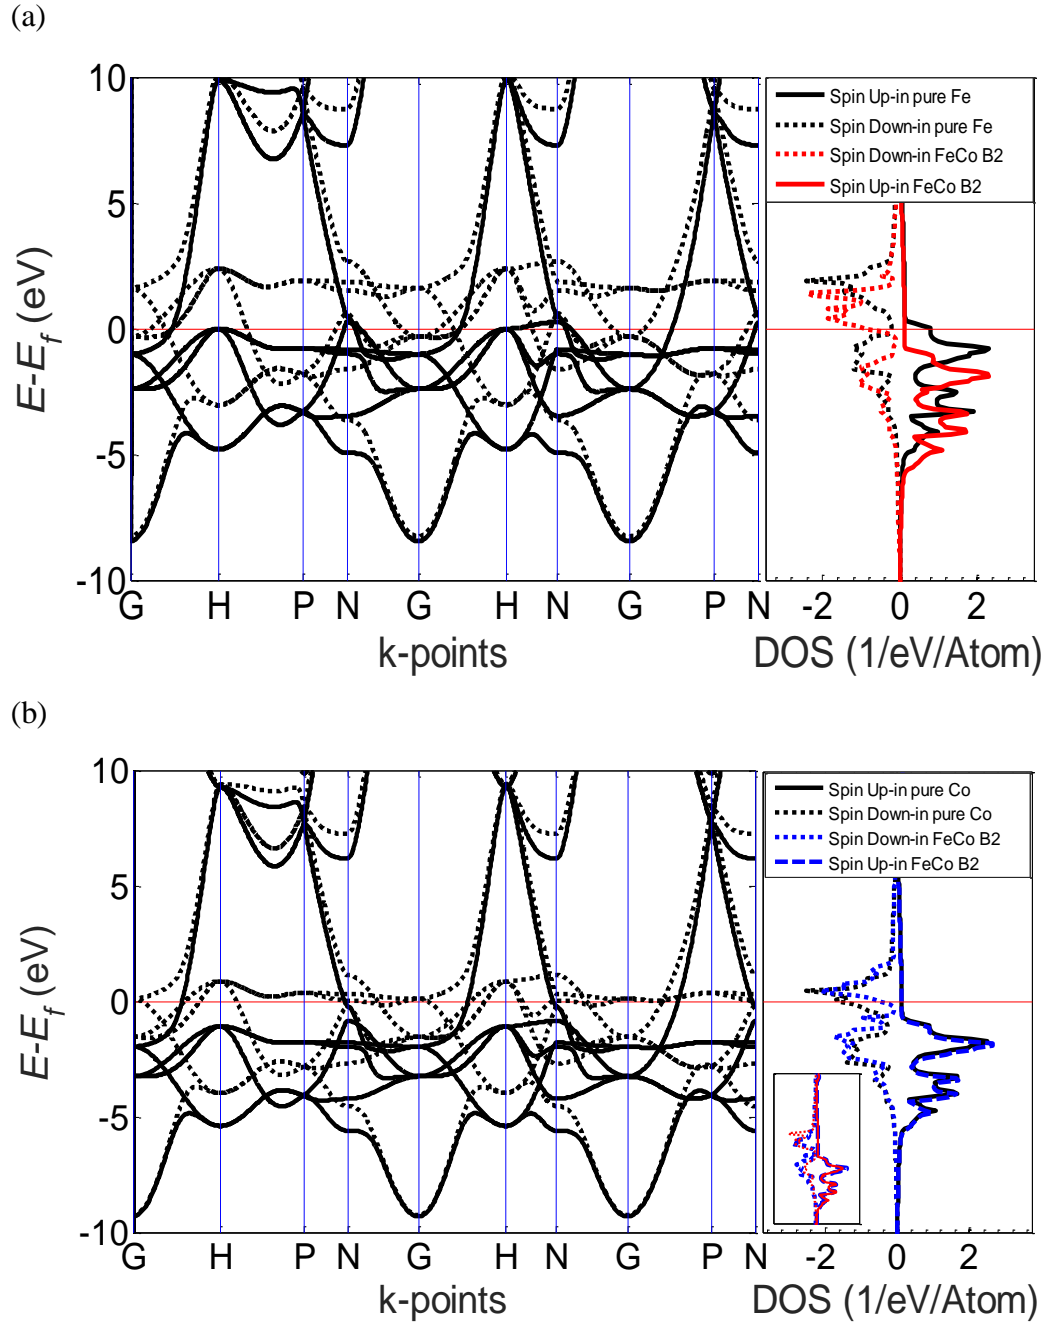 (a)
10
5
0
-5
-10
E-E_f (eV)
G H P N G H N G P N
k-points
Spin Up-in pure Fe
Spin Down-in pure Fe
Spin Down-in FeCo B2
Spin Up-in FeCo B2
-2 0 2
DOS (1/eV/Atom)
(b)
10
5
0
-5
-10
E-E_f (eV)
G H P N G H N G P N
k-points
Spin Up-in pure Co
Spin Down-in pure Co
Spin Down-in FeCo B2
Spin Up-in FeCo B2
-2 0 2
DOS (1/eV/Atom)